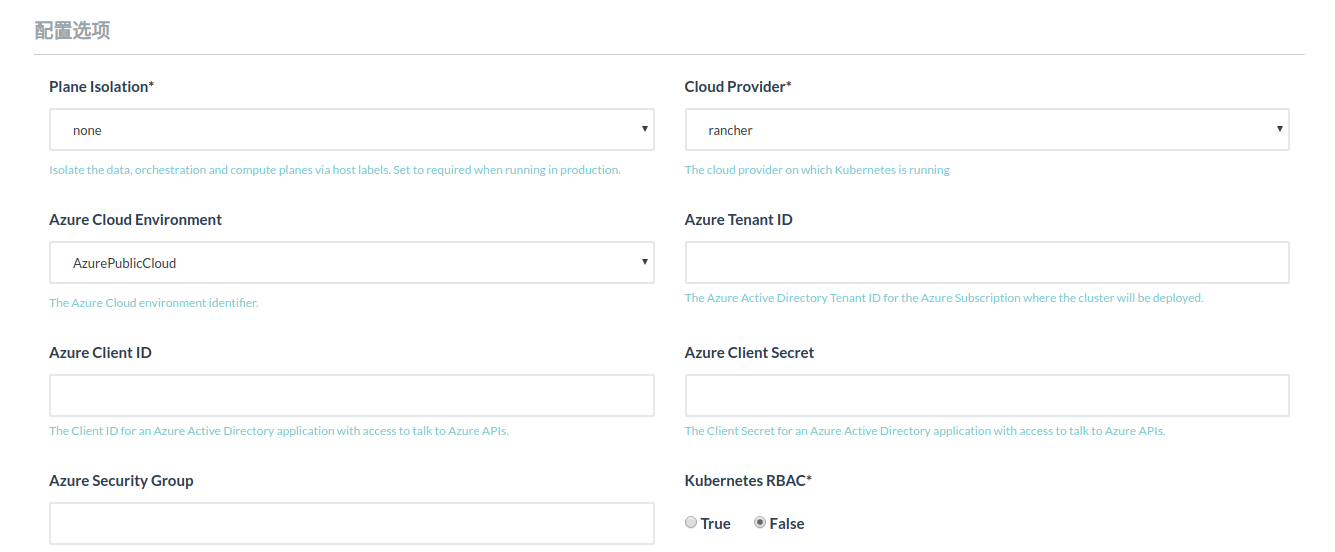 配置选项
Plane Isolation*
Cloud Provider*
none
rancher
Isolate the data, orchestration and compute planes via host labels. Set to required when running in production.
The cloud provider on which Kubernetes is running
Azure Cloud Environment
Azure Tenant ID
AzurePublicCloud
The Azure Cloud environment identifier.
The Azure Active Directory Tenant ID for the Azure Subscription where the cluster will be deployed.
Azure Client ID
Azure Client Secret
The Client ID for an Azure Active Directory application with access to talk to Azure APIs.
The Client Secret for an Azure Active Directory application with access to talk to Azure APIs.
Azure Security Group
Kubernetes RBAC*
True False